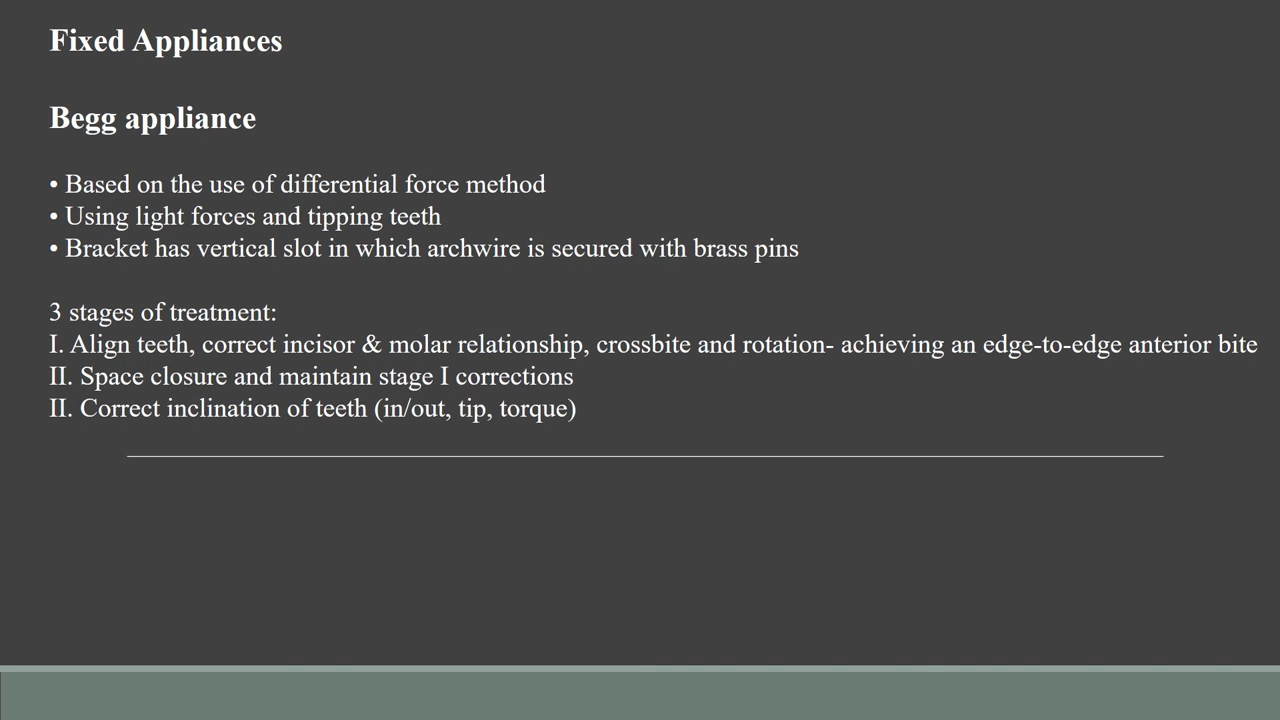 Fixed Appliances
Begg appliance
• Based on the use of differential force method
• Using light forces and tipping teeth
• Bracket has vertical slot in which archwire is secured with brass pins
3 stages of treatment:
I. Align teeth, correct incisor & molar relationship, crossbite and rotation- achieving an edge-to-edge anterior bite
II. Space closure and maintain stage I corrections
II. Correct inclination of teeth (in/out, tip, torque)